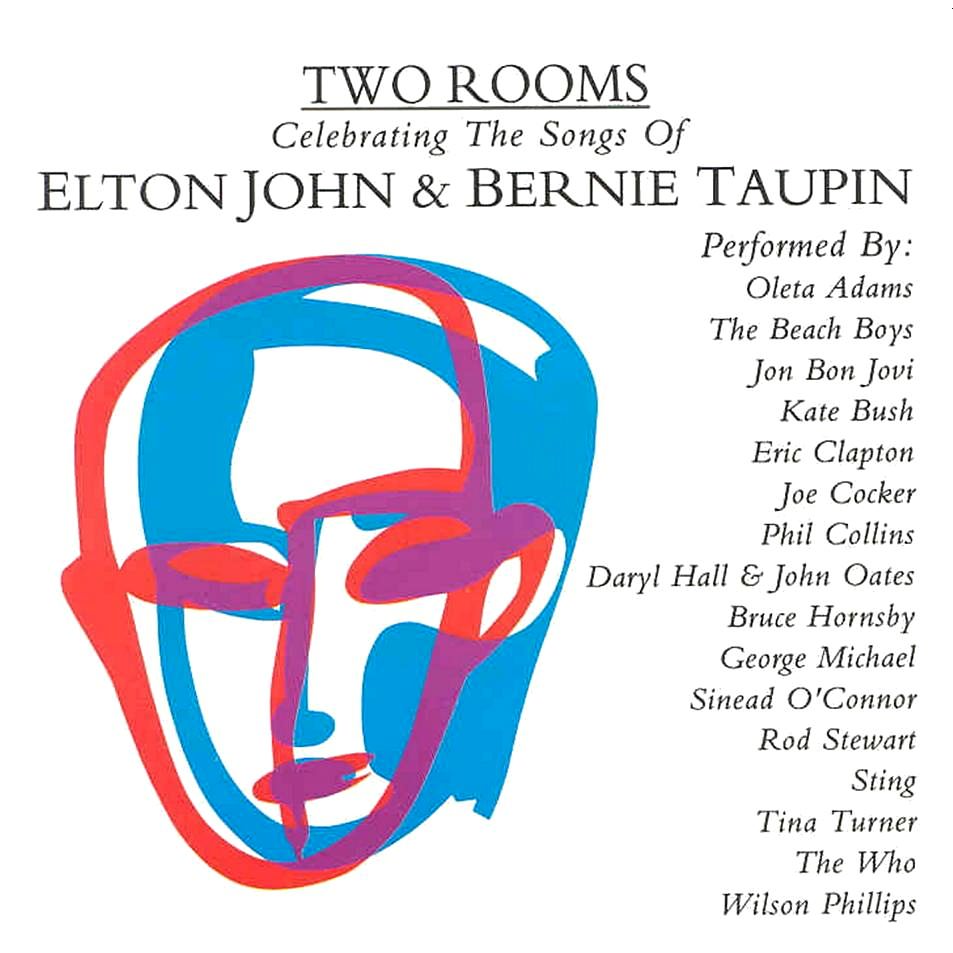 TWO ROOMS
Celebrating The Songs Of
ELTON JOHN & BERNIE TAUPIN
Performed By:
Oleta Adams
The Beach Boys
Jon Bon Jovi
Kate Bush
Eric Clapton
Joe Cocker
Phil Collins
Daryl Hall & John Oates
Bruce Hornsby
George Michael
Sinead O'Connor
Rod Stewart
Sting
Tina Turner
The Who
Wilson Phillips